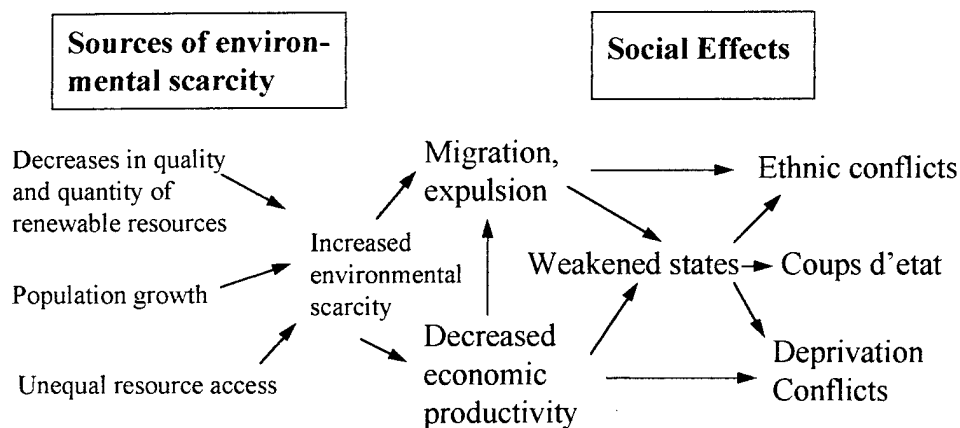 Sources of environ-
mental scarcity
Social Effects
Decreases in quality
and quantity of
renewable resources
Population growth
Unequal resource access
Increased
environmental
scarcity
Migration,
expulsion
Decreased
economic
productivity
Weakened states
Ethnic conflicts
Coups d'etat
Deprivation
Conflicts